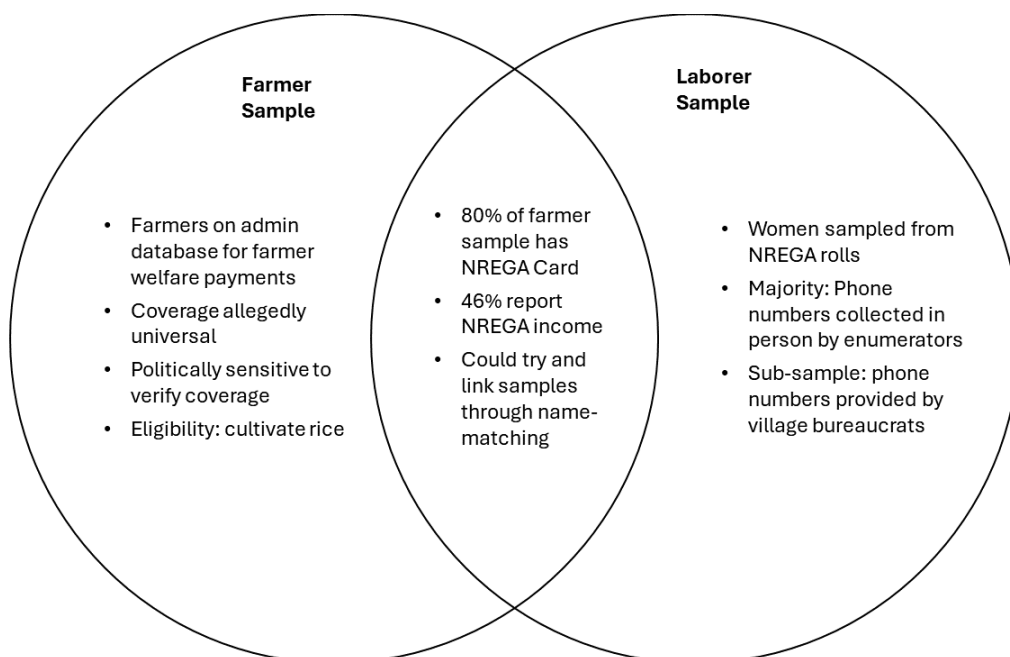 Farmer
Sample
• Farmers on admin
database for farmer
welfare payments
• Coverage allegedly
universal
• Politically sensitive to
verify coverage
• Eligibility: cultivate rice
• 80% of farmer
sample has
NREGA Card
• 46% report
NREGA income
• Could try and
link samples
through name-
matching
Laborer
Sample
• Women sampled from
NREGA rolls
• Majority: Phone
numbers collected in
person by enumerators
• Sub-sample: phone
numbers provided by
village bureaucrats